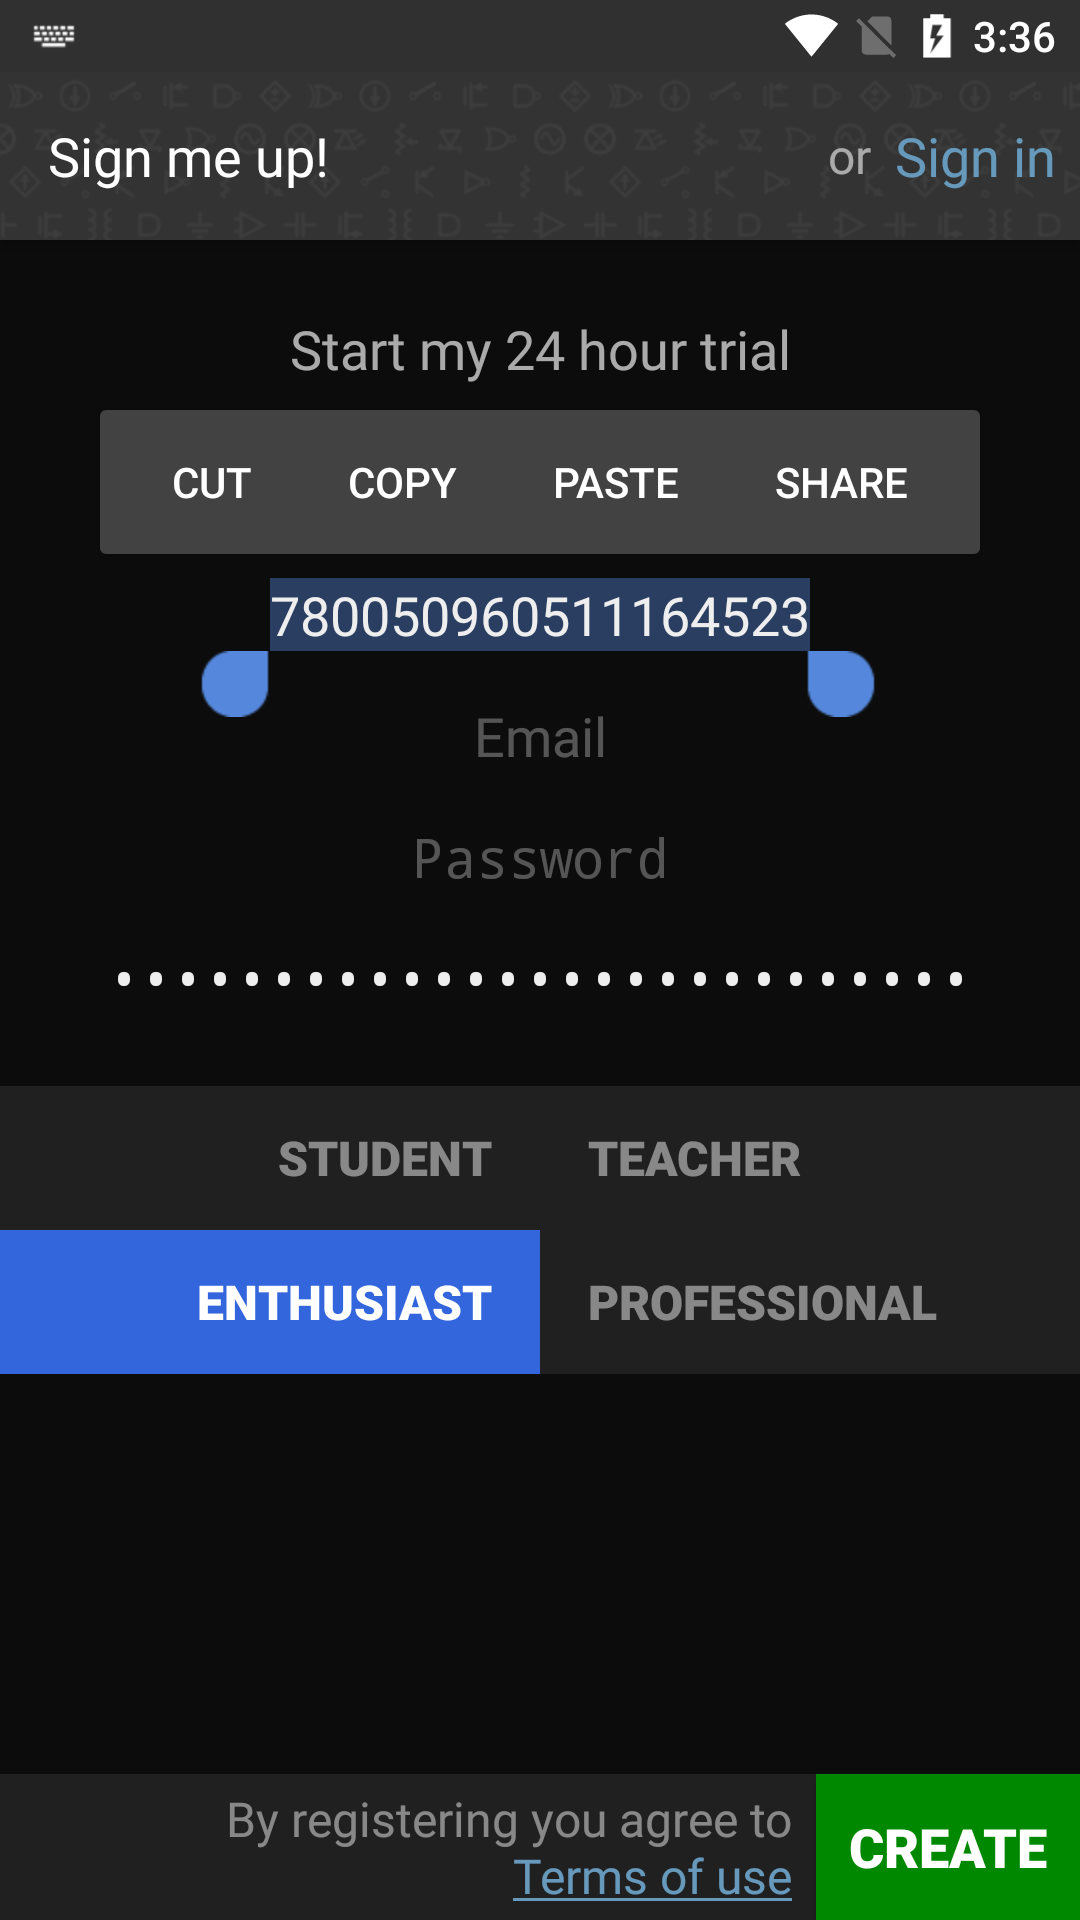 3:36
Sign me up!
or Sign in
Start my 24 hour trial
CUT COPY PASTE SHARE
780050960511164523
Email
Password
•••••••••••••••••••••••••••
STUDENT TEACHER
ENTHUSIAST PROFESSIONAL
By registering you agree to
Terms of use
CREATE